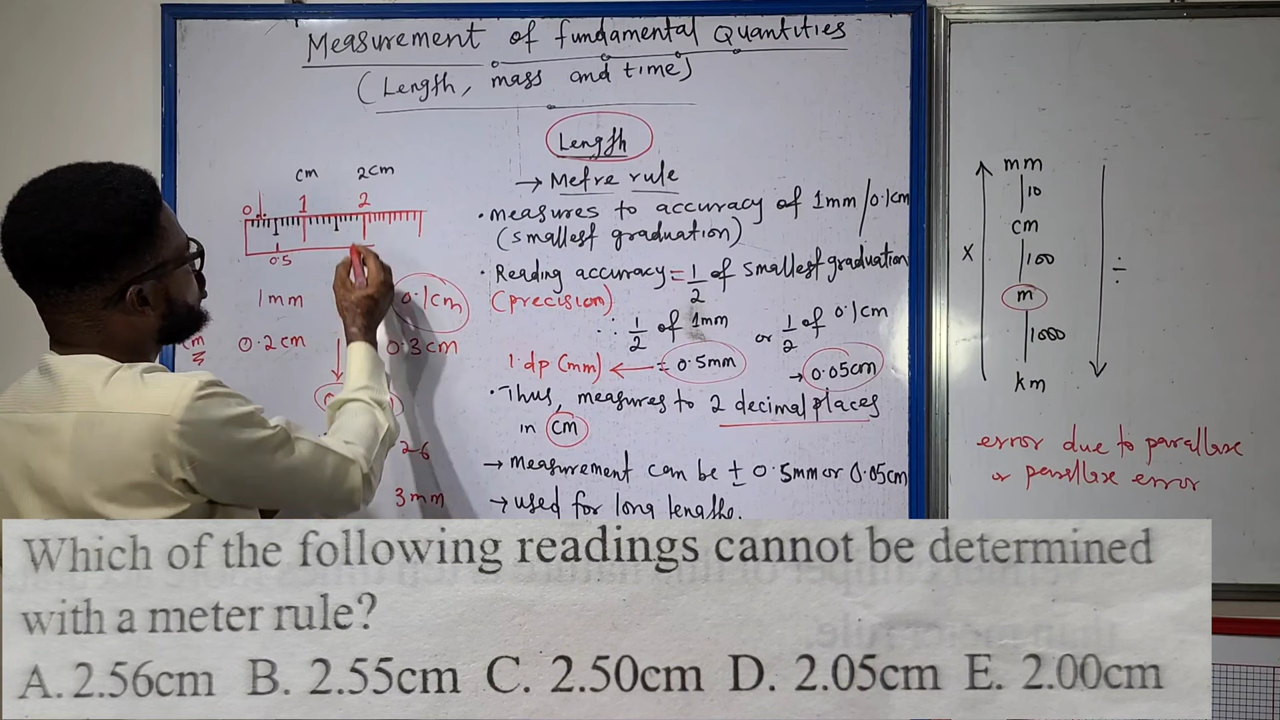 Measurement of fundamental Quantities
(Length, mass and time)
Length
→ Metre rule
• measures to accuracy of 1mm/0.1cm
(smallest graduation)
• Reading accuracy = 1/2 of smallest graduation
(precision)
∴ 1/2 of 1mm or 1/2 of 0.1cm
1.dp (mm) ← = 0.5mm → 0.05cm
• Thus, measures to 2 decimal places
in cm
→ measurement can be ± 0.5mm or 0.05cm
→ used for long lengths.
cm 2cm
0 1 2
0.5
1mm 0.1cm
cm 0.2cm 0.3cm
26
3mm
mm
10
cm
100
x ÷
m
1000
km
error due to parallax
or parallax error
Which of the following readings cannot be determined
with a meter rule?
A. 2.56cm B. 2.55cm C. 2.50cm D. 2.05cm E. 2.00cm